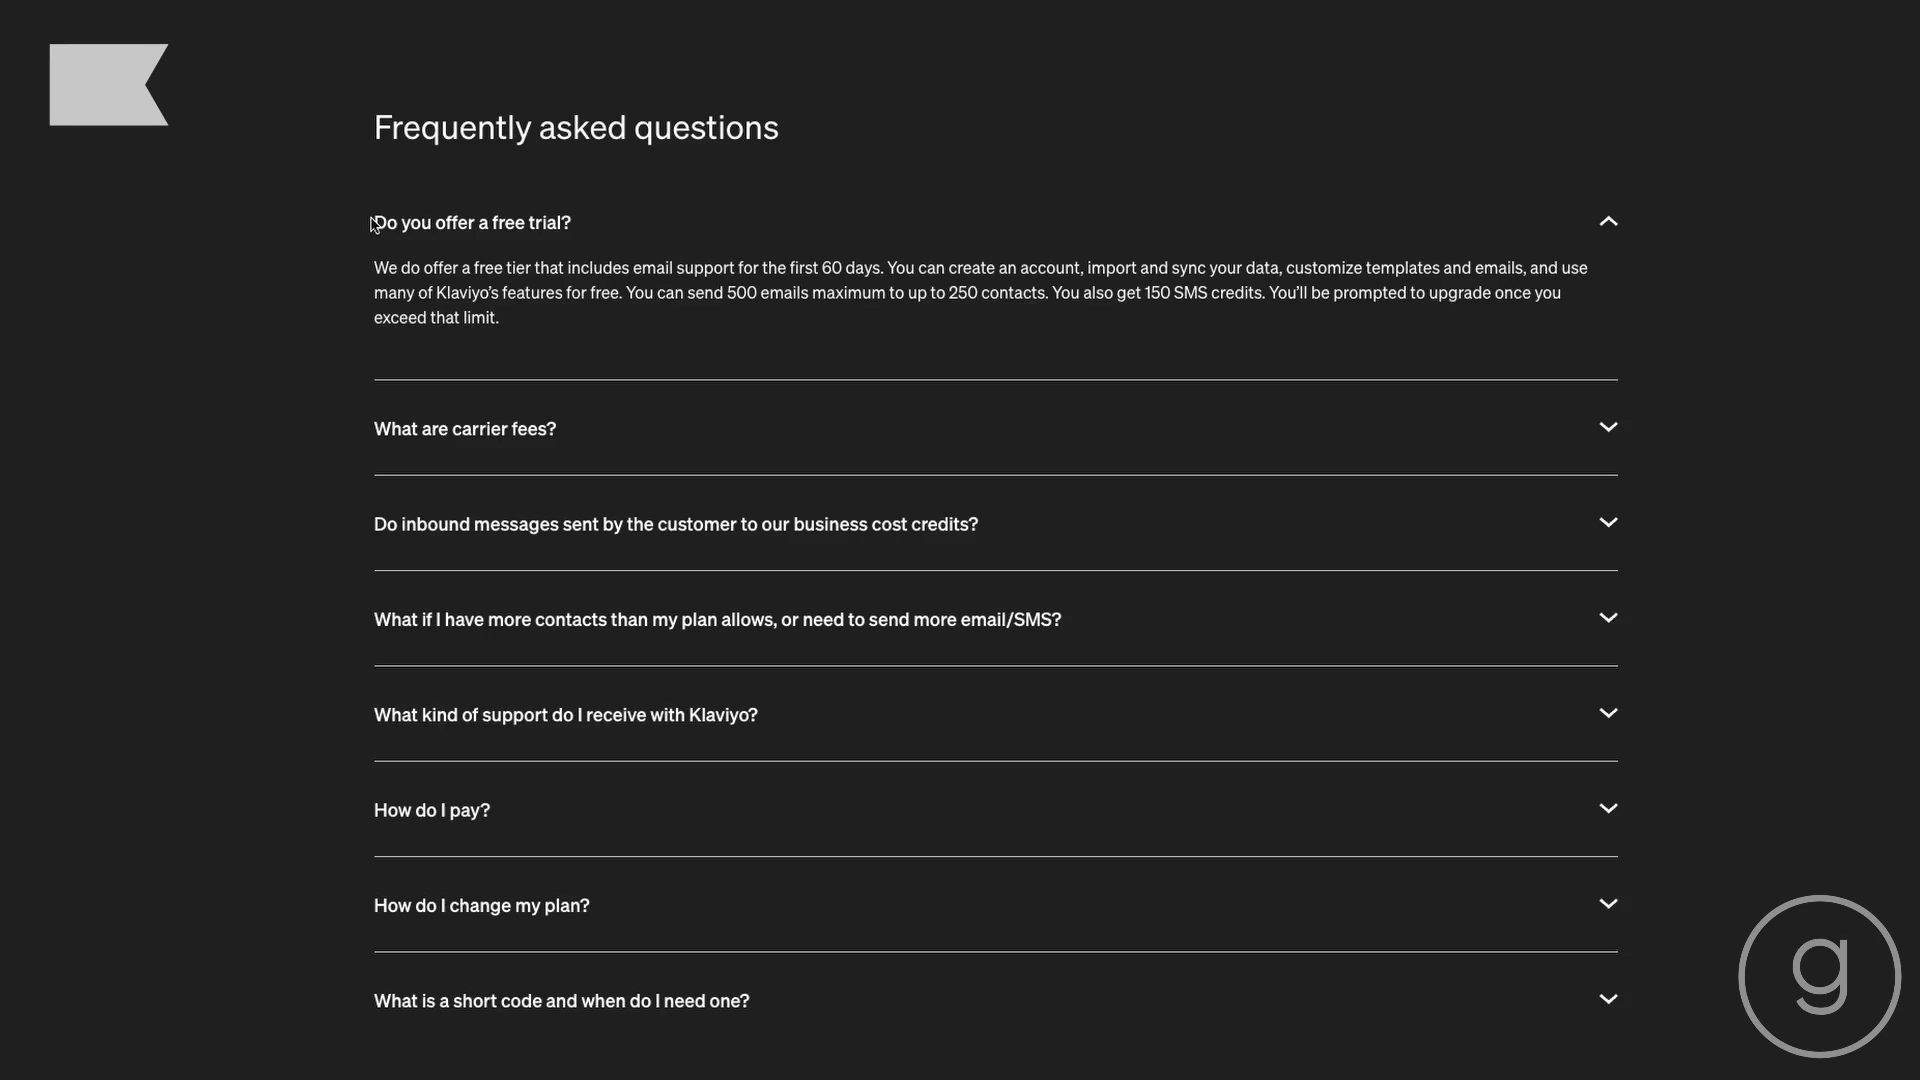 Frequently asked questions
Do you offer a free trial?
We do offer a free tier that includes email support for the first 60 days. You can create an account, import and sync your data, customize templates and emails, and use
many of Klaviyo’s features for free. You can send 500 emails maximum to up to 250 contacts. You also get 150 SMS credits. You’ll be prompted to upgrade once you
exceed that limit.
What are carrier fees?
Do inbound messages sent by the customer to our business cost credits?
What if I have more contacts than my plan allows, or need to send more email/SMS?
What kind of support do I receive with Klaviyo?
How do I pay?
How do I change my plan?
What is a short code and when do I need one?
g